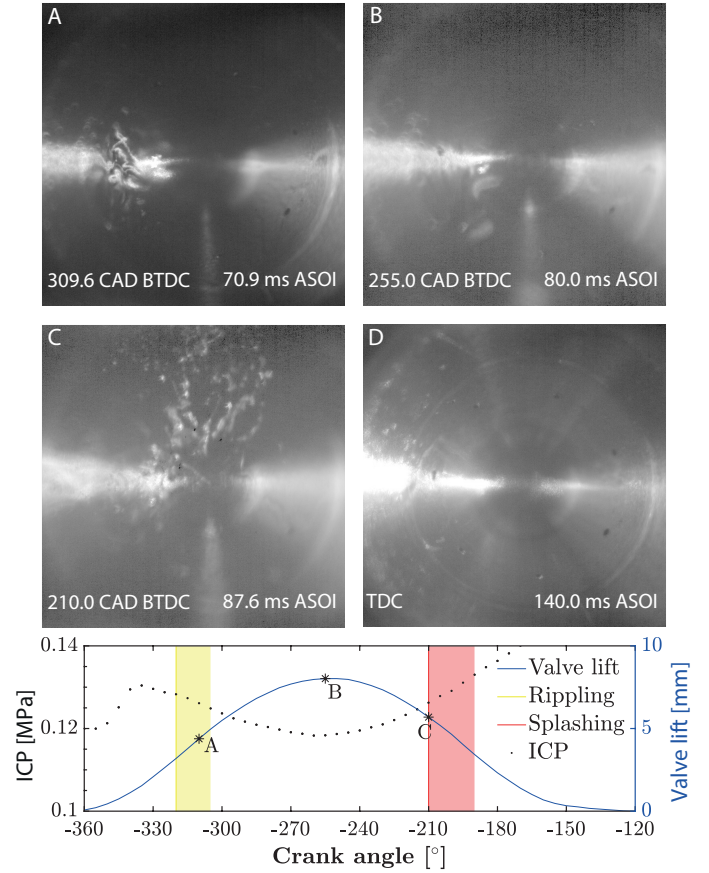 A
309.6 CAD BTDC 70.9 ms ASOI
B
255.0 CAD BTDC 80.0 ms ASOI
C
210.0 CAD BTDC 87.6 ms ASOI
D
TDC 140.0 ms ASOI
0.14
0.12
0.1
ICP [MPa]
10
5
0
Valve lift [mm]
A
B
C
Valve lift
Rippling
Splashing
ICP
-360 -330 -300 -270 -240 -210 -180 -150 -120
Crank angle [°]